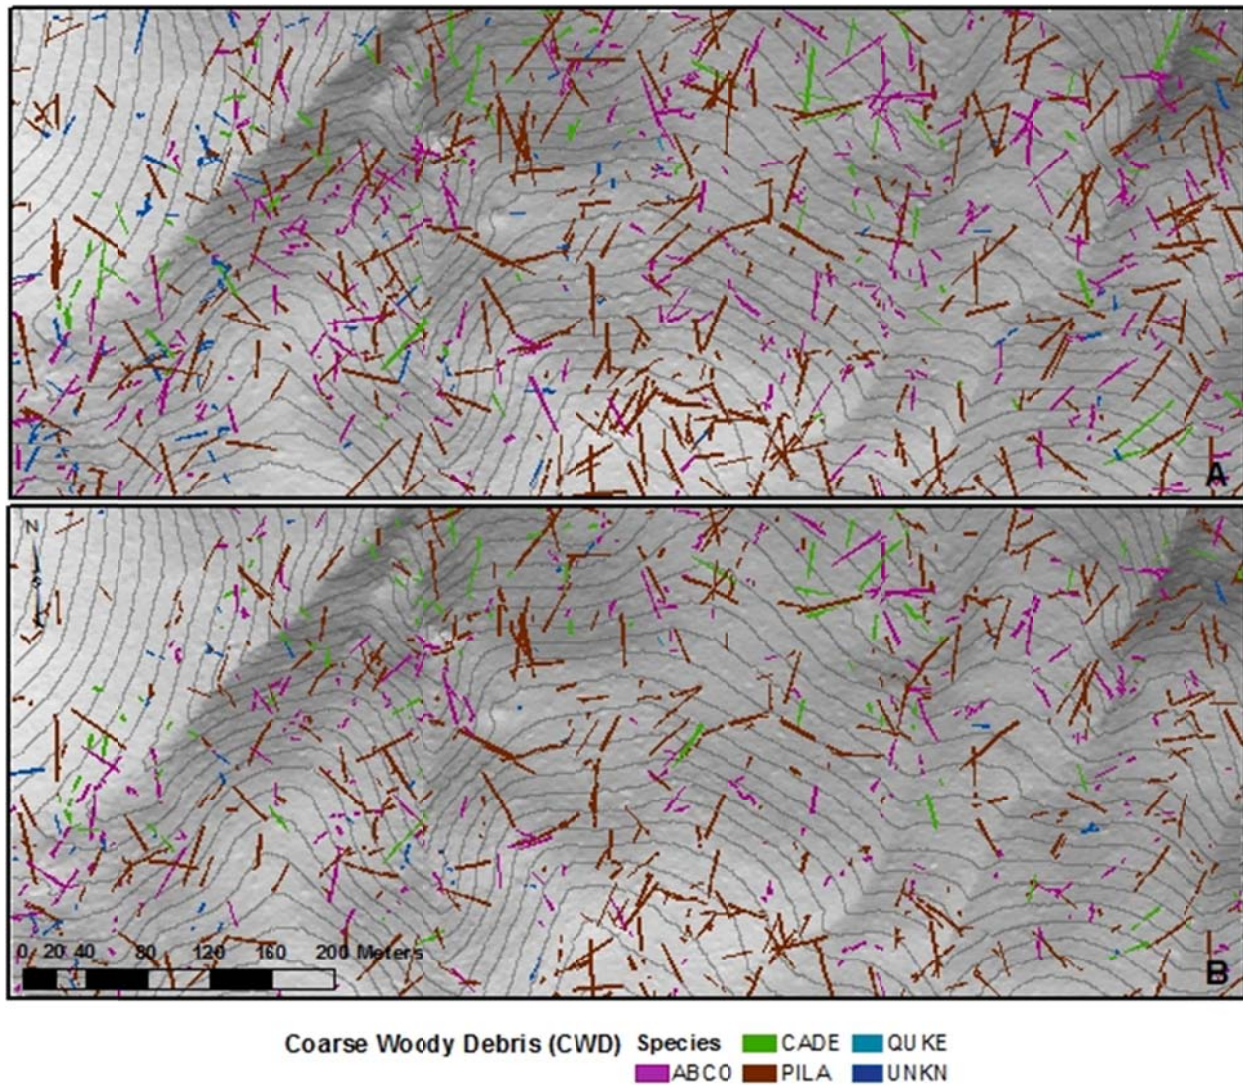 A
N
0 20 40 80 120 160 200 Meters
B
Coarse Woody Debris (CWD) Species CADE QUKE
ABCO PILA UNKN